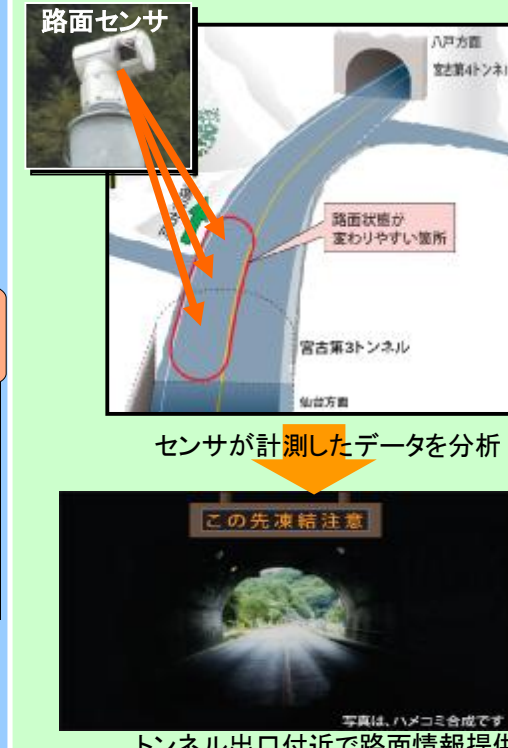 路面センサ
八戸方面
宮古第4トンネル
路面状態が
変わりやすい箇所
宮古第3トンネル
仙台方面
センサが計測したデータを分析
この先凍結注意
写真は、ハメコミ合成です
トンネル出口付近で路面情報提供